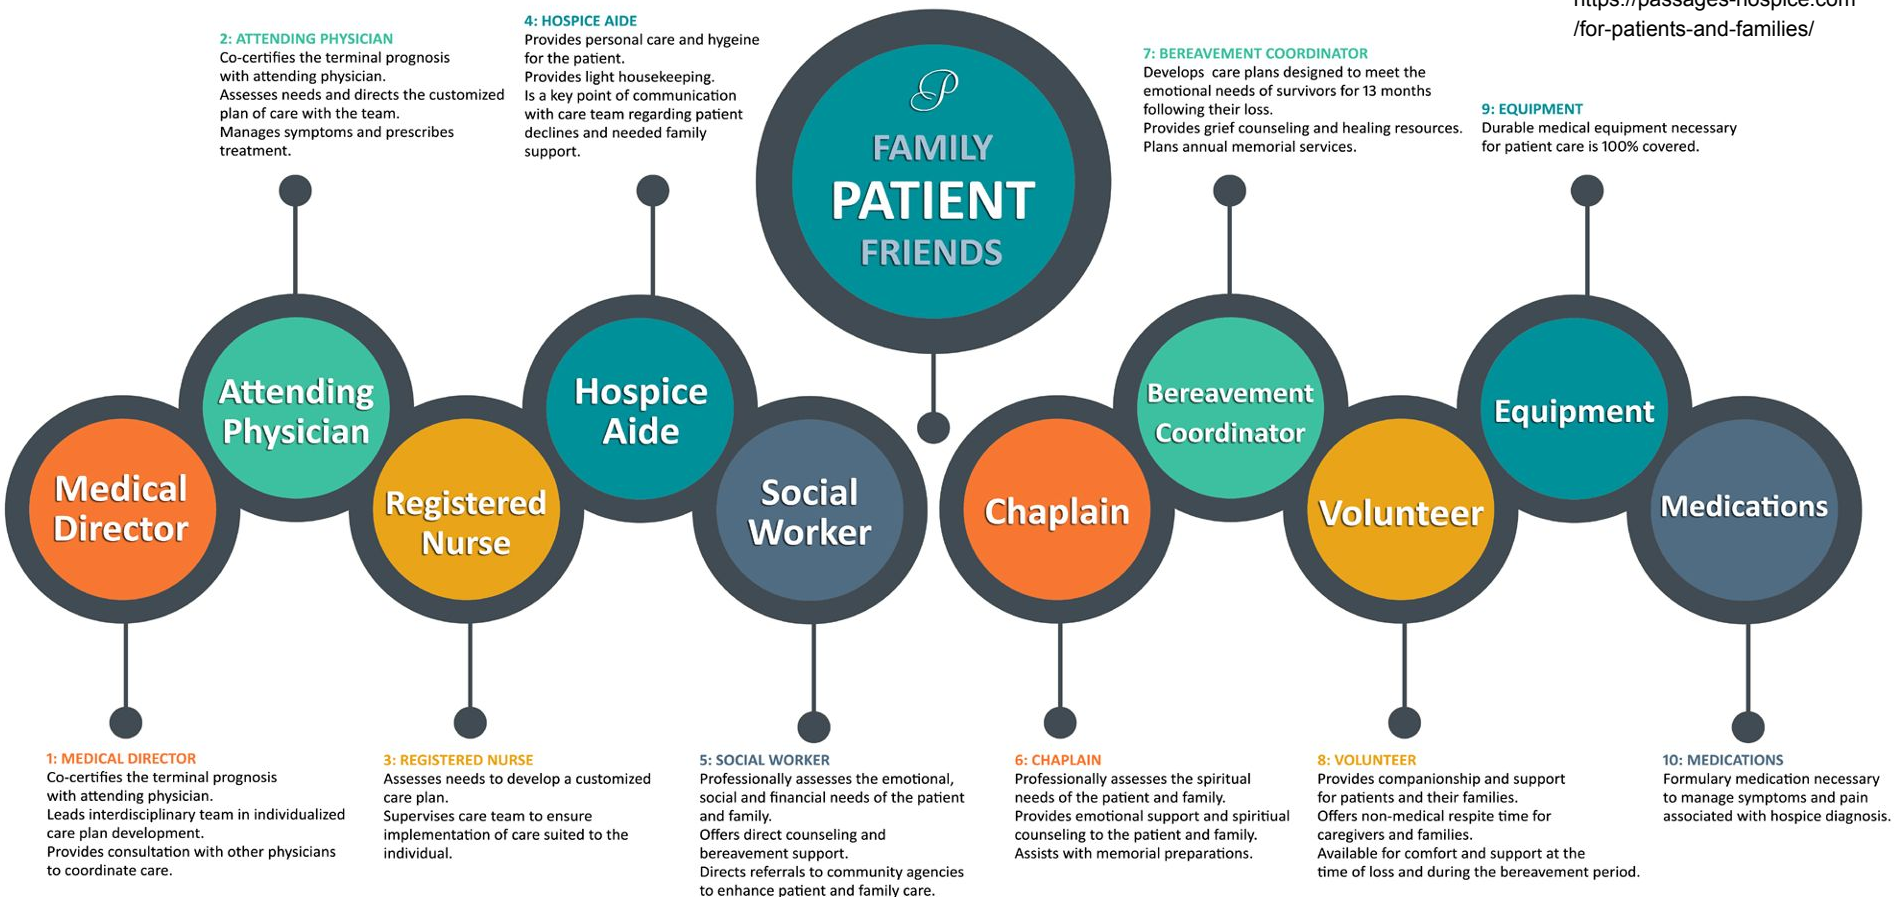 https://passages-hospice.com
/for-patients-and-families/
2: ATTENDING PHYSICIAN
Co-certifies the terminal prognosis
with attending physician.
Assesses needs and directs the customized
plan of care with the team.
Manages symptoms and prescribes
treatment.
4: HOSPICE AIDE
Provides personal care and hygeine
for the patient.
Provides light housekeeping.
Is a key point of communication
with care team regarding patient
declines and needed family
support.
P
FAMILY
PATIENT
FRIENDS
7: BEREAVEMENT COORDINATOR
Develops care plans designed to meet the
emotional needs of survivors for 13 months
following their loss.
Provides grief counseling and healing resources.
Plans annual memorial services.
9: EQUIPMENT
Durable medical equipment necessary
for patient care is 100% covered.
Medical
Director
Attending
Physician
Registered
Nurse
Hospice
Aide
Social
Worker
Chaplain
Bereavement
Coordinator
Volunteer
Equipment
Medications
1: MEDICAL DIRECTOR
Co-certifies the terminal prognosis
with attending physician.
Leads interdisciplinary team in individualized
care plan development.
Provides consultation with other physicians
to coordinate care.
3: REGISTERED NURSE
Assesses needs to develop a customized
care plan.
Supervises care team to ensure
implementation of care suited to the
individual.
5: SOCIAL WORKER
Professionally assesses the emotional,
social and financial needs of the patient
and family.
Offers direct counseling and
bereavement support.
Directs referrals to community agencies
to enhance patient and family care.
6: CHAPLAIN
Professionally assesses the spiritual
needs of the patient and family.
Provides emotional support and spiritual
counseling to the patient and family.
Assists with memorial preparations.
8: VOLUNTEER
Provides companionship and support
for patients and their families.
Offers non-medical respite time for
caregivers and families.
Available for comfort and support at the
time of loss and during the bereavement period.
10: MEDICATIONS
Formulary medication necessary
to manage symptoms and pain
associated with hospice diagnosis.